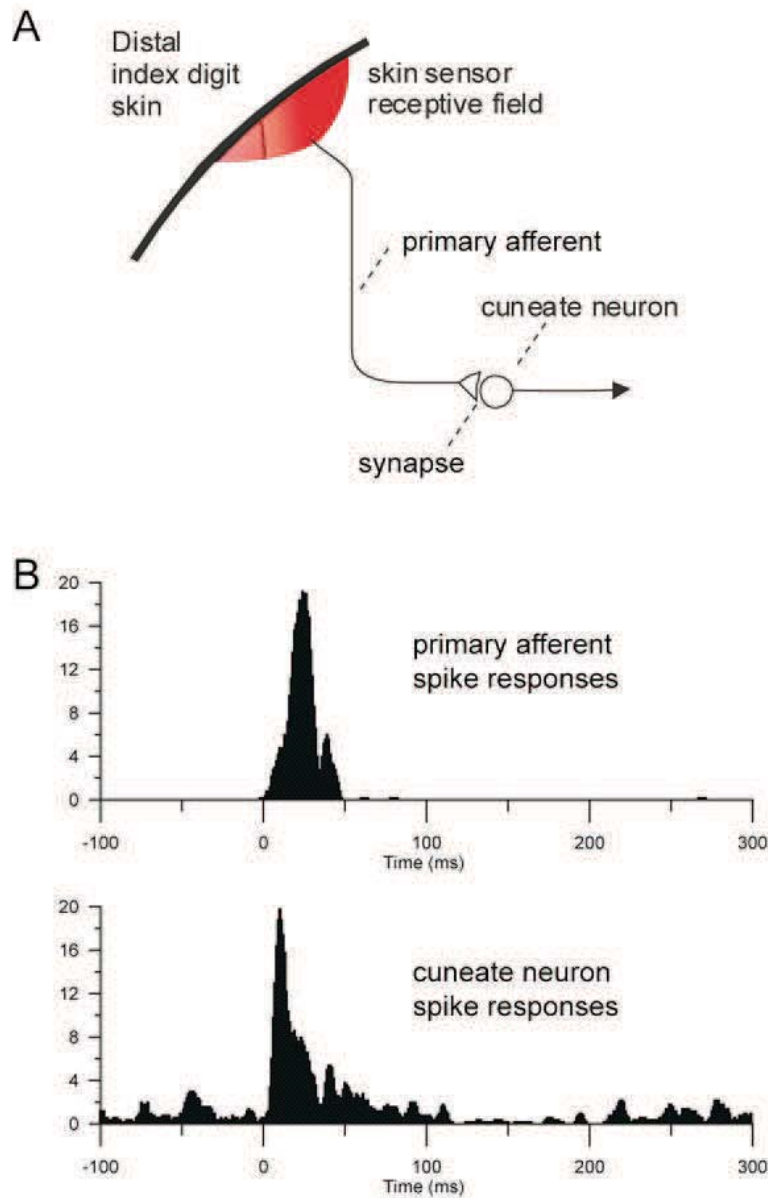 A
Distal
index digit
skin
skin sensor
receptive field
primary afferent
cuneate neuron
synapse
B
20
16
12
8
4
0
primary afferent
spike responses
-100
0
100
200
300
Time (ms)
20
16
12
8
4
0
cuneate neuron
spike responses
-100
0
100
200
300
Time (ms)